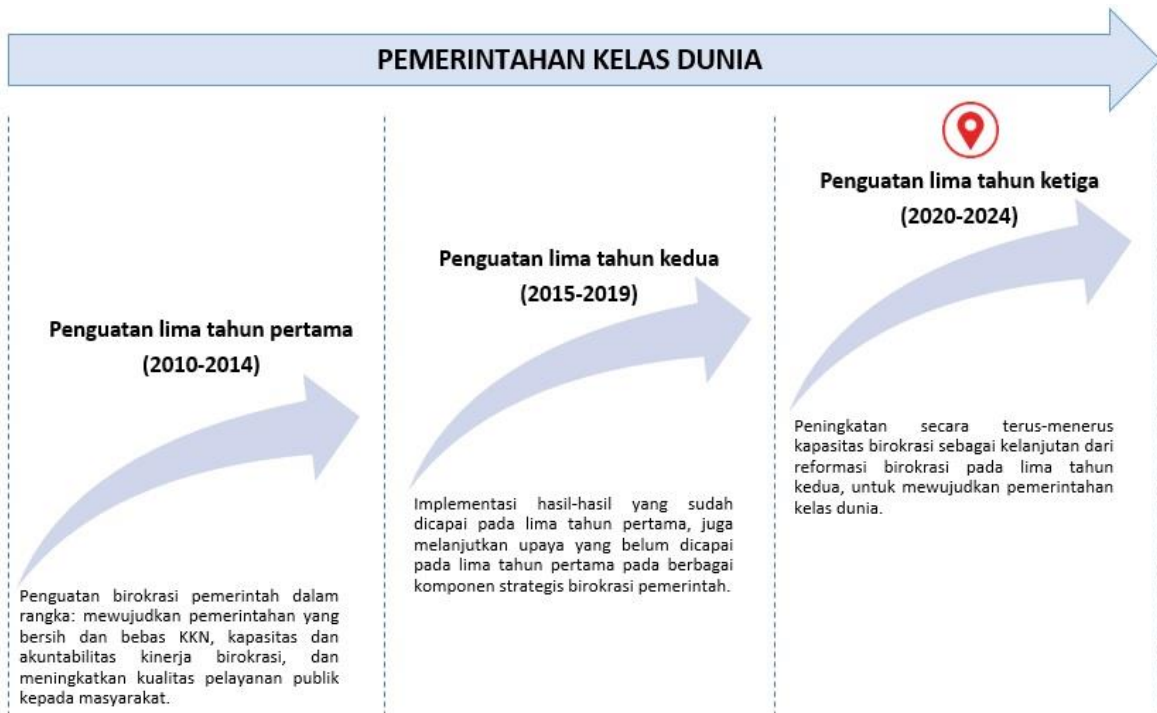 PEMERINTAHAN KELAS DUNIA
Penguatan lima tahun pertama
(2010-2014)
Penguatan birokrasi pemerintah dalam
rangka: mewujudkan pemerintahan yang
bersih dan bebas KKN, kapasitas dan
akuntabilitas kinerja birokrasi, dan
meningkatkan kualitas pelayanan publik
kepada masyarakat.
Penguatan lima tahun kedua
(2015-2019)
Implementasi hasil-hasil yang sudah
dicapai pada lima tahun pertama, juga
melanjutkan upaya yang belum dicapai
pada lima tahun pertama pada berbagai
komponen strategis birokrasi pemerintah.
Penguatan lima tahun ketiga
(2020-2024)
Peningkatan secara terus-menerus
kapasitas birokrasi sebagai kelanjutan dari
reformasi birokrasi pada lima tahun
kedua, untuk mewujudkan pemerintahan
kelas dunia.